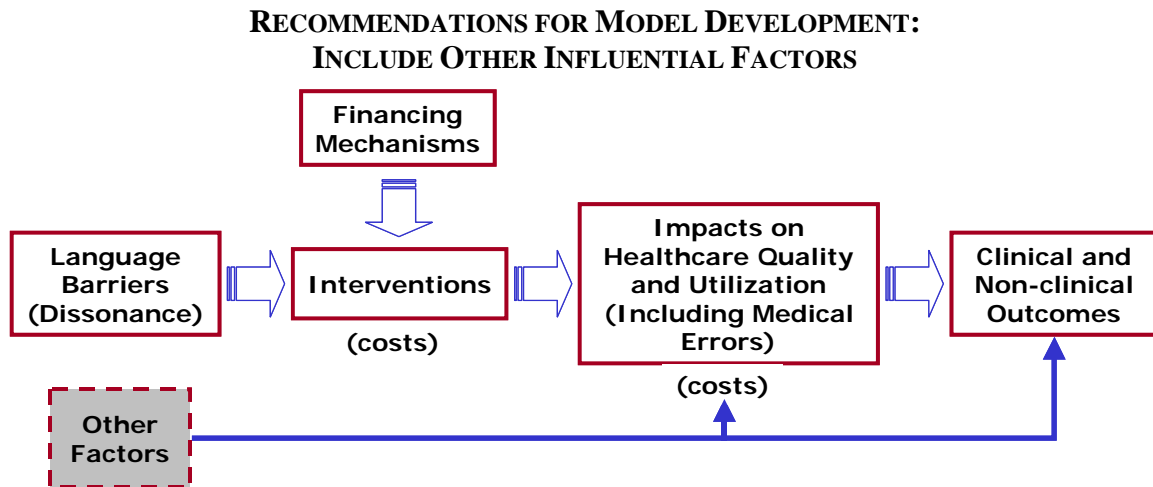 RECOMMENDATIONS FOR MODEL DEVELOPMENT:
INCLUDE OTHER INFLUENTIAL FACTORS
Financing
Mechanisms
Language
Barriers
(Dissonance)
Interventions
(costs)
Impacts on
Healthcare Quality
and Utilization
(Including Medical
Errors)
(costs)
Clinical and
Non-clinical
Outcomes
Other
Factors